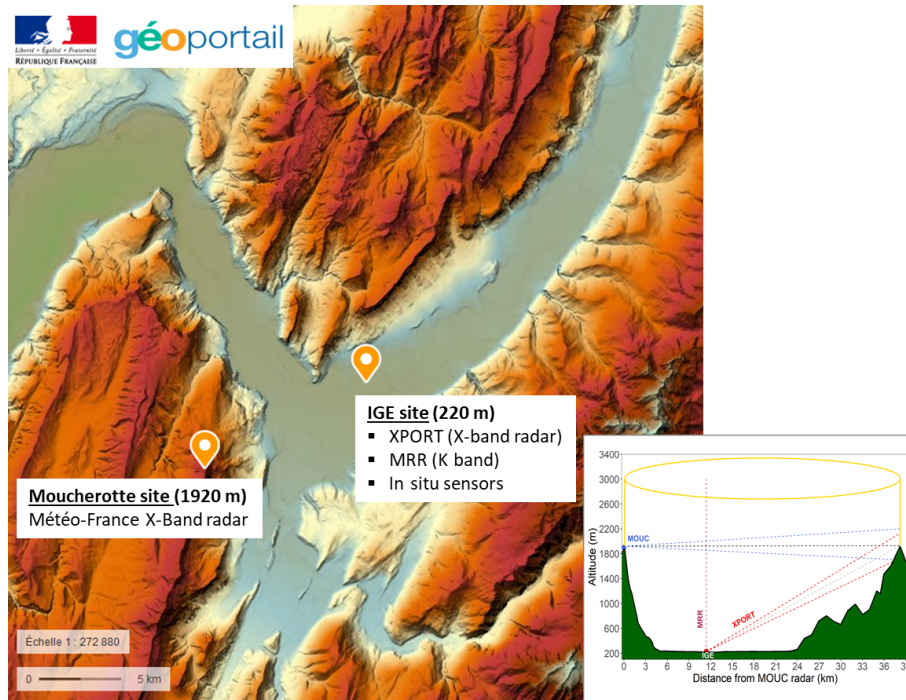 Liberté • Égalité • Fraternité
RÉPUBLIQUE FRANÇAISE
géoportail
IGE site (220 m)
▪ XPORT (X-band radar)
▪ MRR (K band)
▪ In situ sensors
Moucherotte site (1920 m)
Météo-France X-Band radar
Échelle 1 : 272 880
0 5 km
Altitude (m)
3400
3000
2600
2200
1800
1400
1000
600
200
MOUC
MRR
XPORT
IGE
0 3 6 9 12 15 18 21 24 27 30 33 36
Distance from MOUC radar (km)